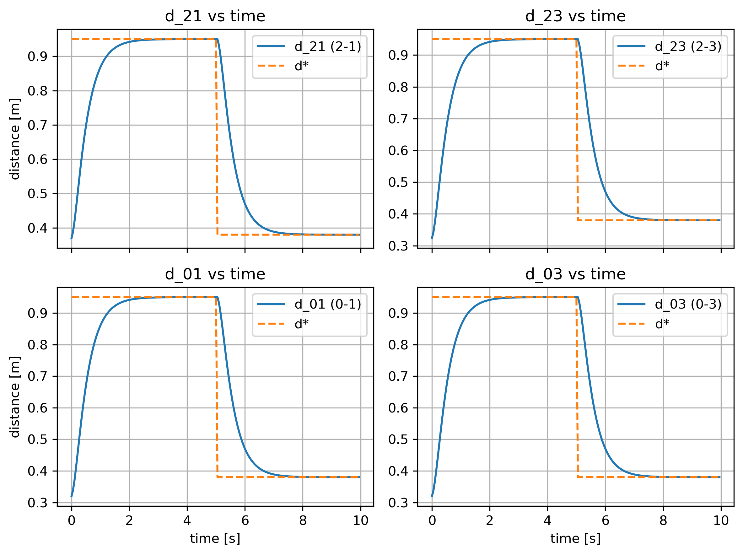 d_21 vs time
distance [m]
0.9
0.8
0.7
0.6
0.5
0.4
d_21 (2-1)
d*
d_23 vs time
0.9
0.8
0.7
0.6
0.5
0.4
0.3
d_23 (2-3)
d*
d_01 vs time
distance [m]
0.9
0.8
0.7
0.6
0.5
0.4
0.3
d_01 (0-1)
d*
0 2 4 6 8 10
time [s]
d_03 vs time
0.9
0.8
0.7
0.6
0.5
0.4
0.3
d_03 (0-3)
d*
0 2 4 6 8 10
time [s]